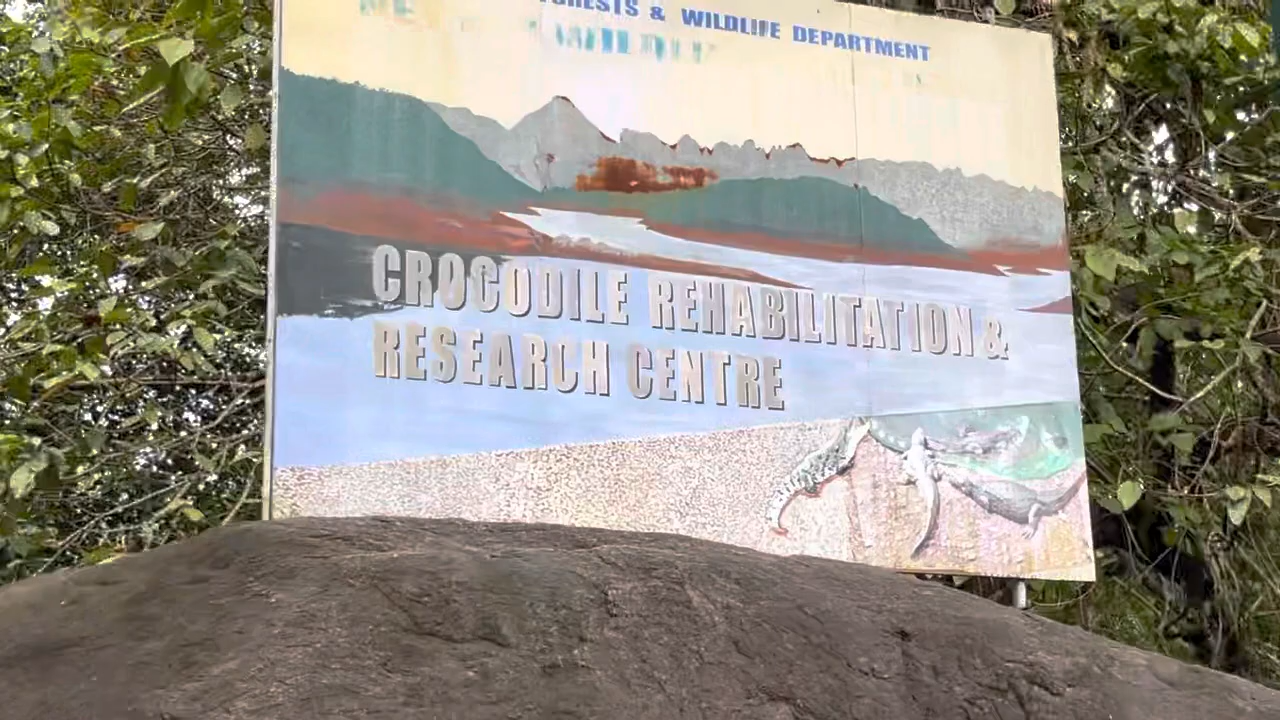 & WILDLIFE DEPARTMENT
CROCODILE REHABILITATION &
RESEARCH CENTRE